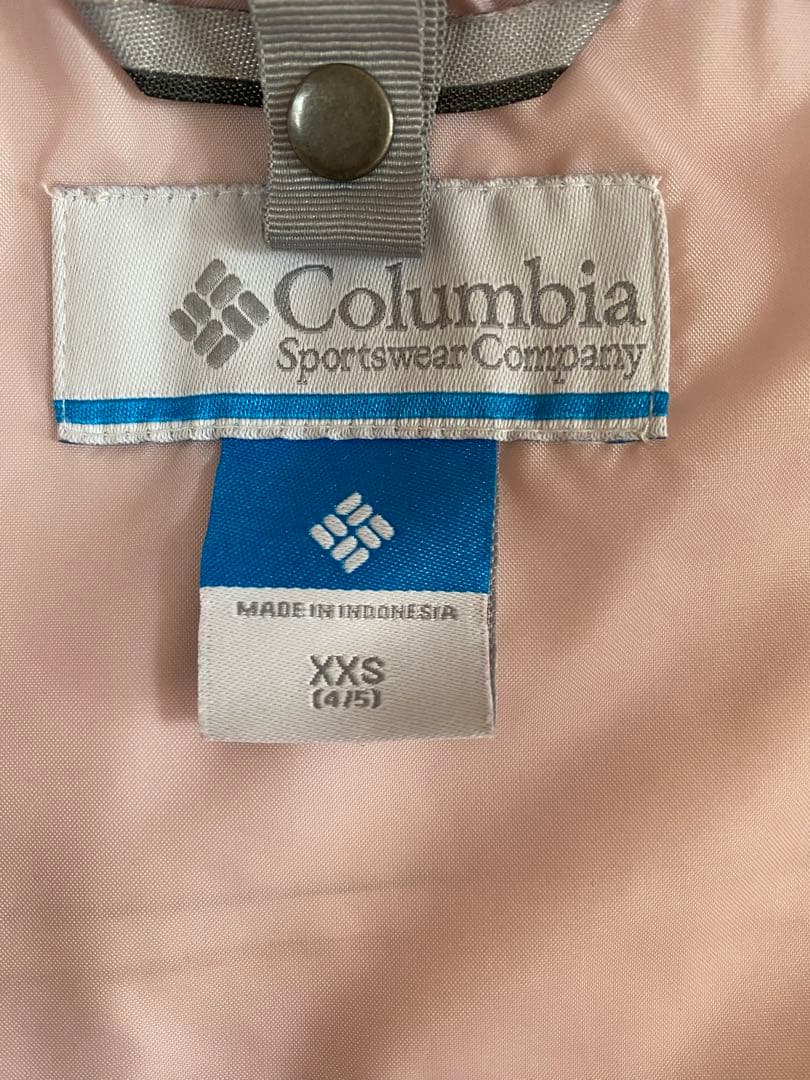 Columbia
Sportswear Company
MADE IN INDONESIA
XXS
(4/5)